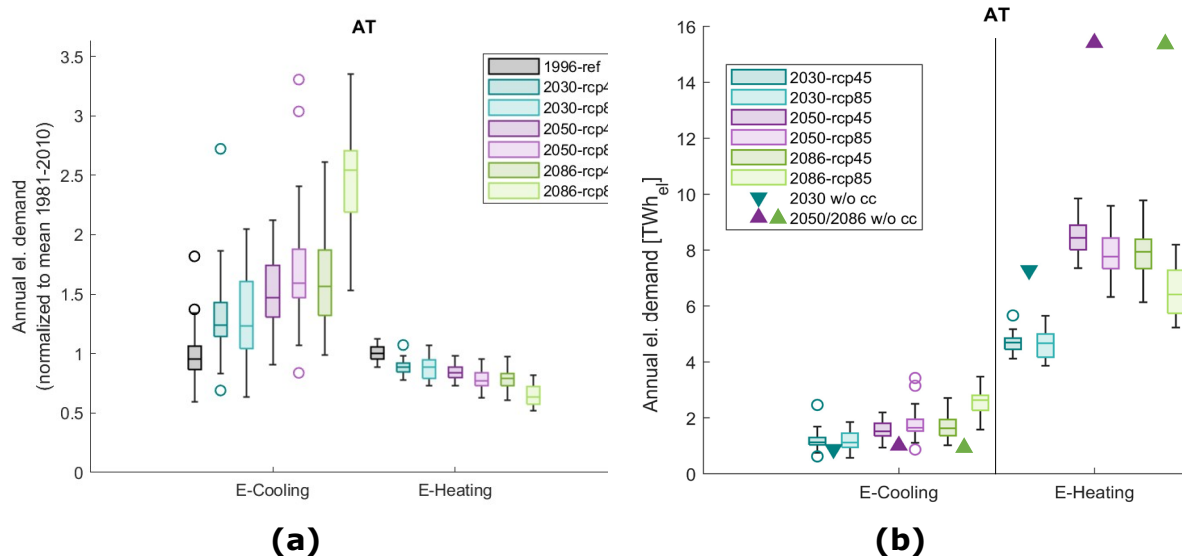 AT
Annual el. demand
(normalized to mean 1981-2010)
3.5
3
2.5
2
1.5
1
0.5
0
1996-ref
2030-rcp4
2030-rcp8
2050-rcp4
2050-rcp8
2086-rcp4
2086-rcp8
E-Cooling
E-Heating
(a)
AT
Annual el. demand [TWhel]
16
14
12
10
8
6
4
2
0
2030-rcp45
2030-rcp85
2050-rcp45
2050-rcp85
2086-rcp45
2086-rcp85
2030 w/o cc
2050/2086 w/o cc
E-Cooling
E-Heating
(b)